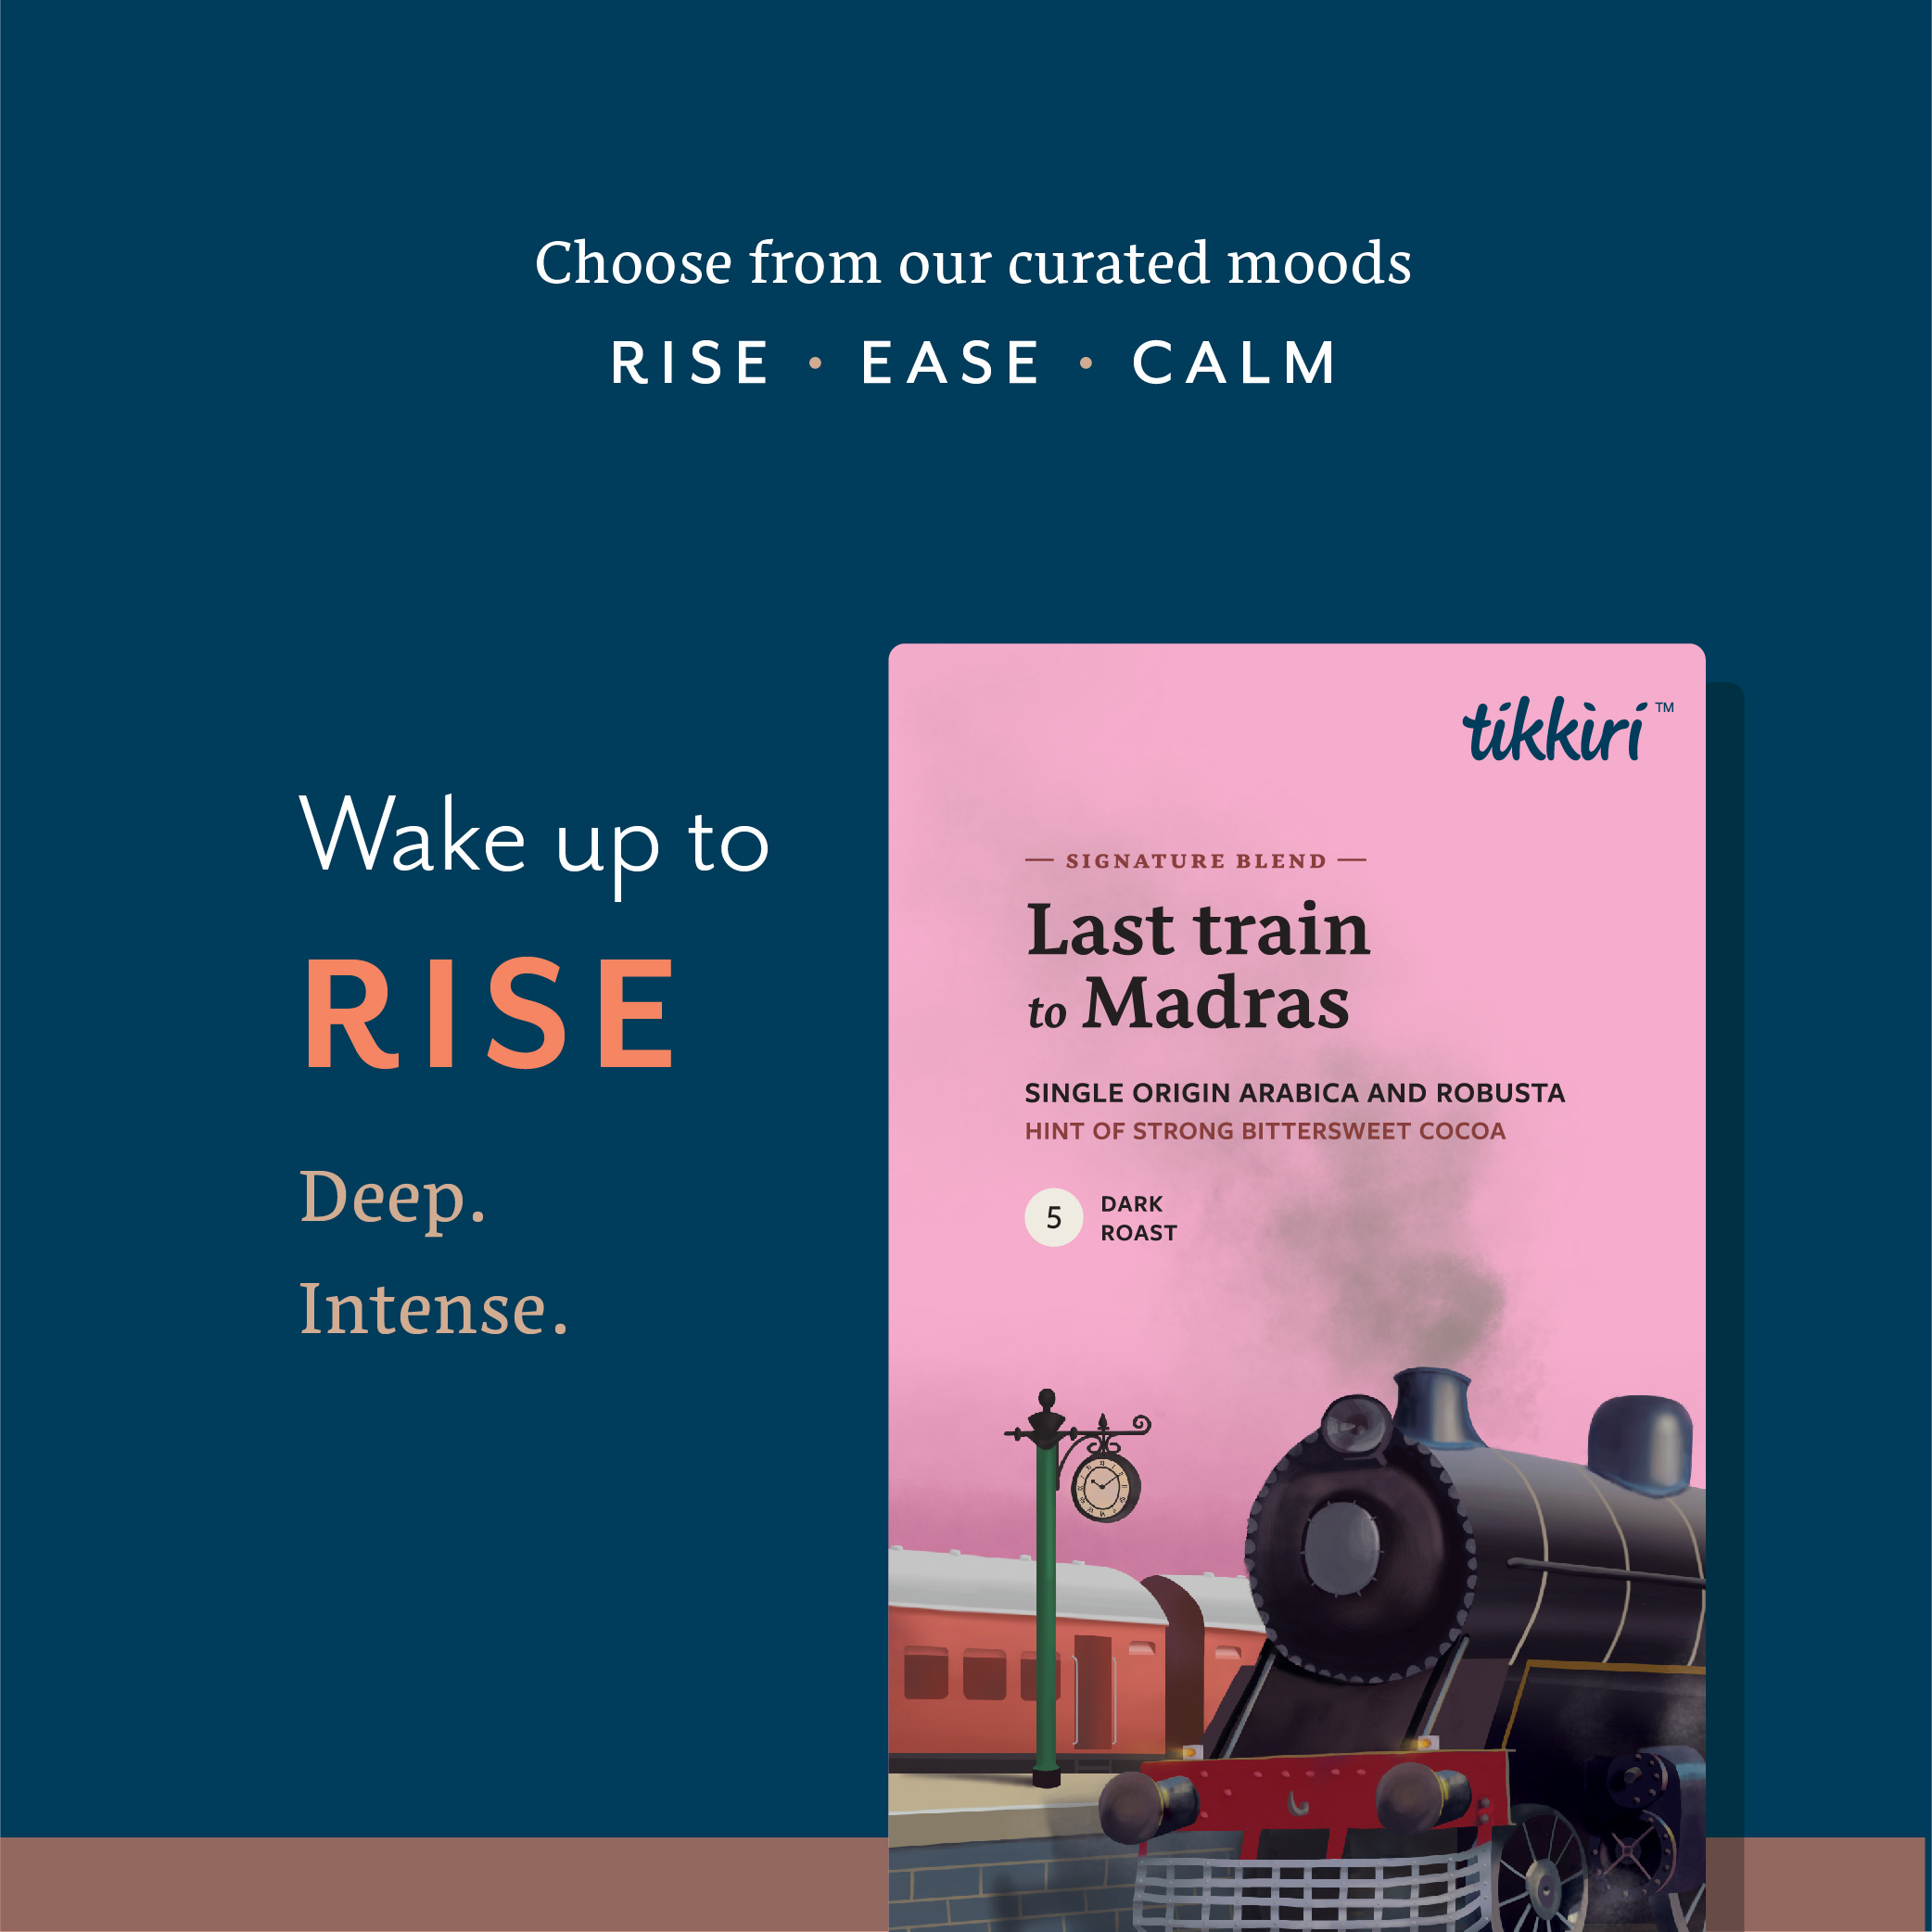 Choose from our curated moods
RISE • EASE • CALM
Wake up to
RISE
Deep.
Intense.
tikkiri™
— SIGNATURE BLEND —
Last train
to Madras
SINGLE ORIGIN ARABICA AND ROBUSTA
HINT OF STRONG BITTERSWEET COCOA
5
DARK
ROAST